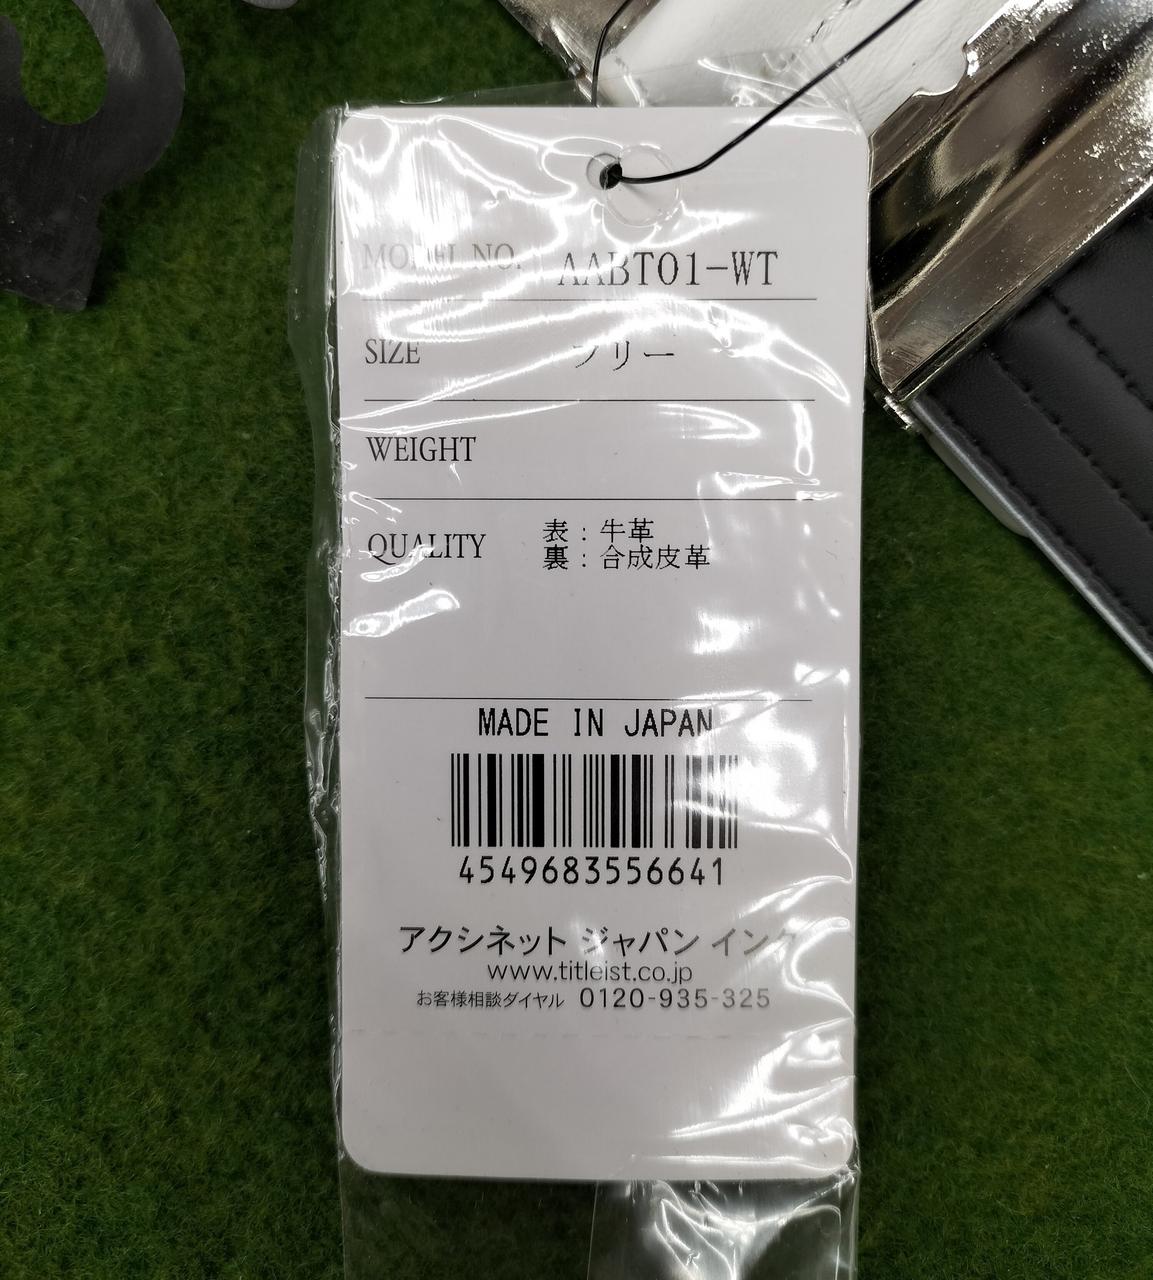 MODEL NO. AABT01-WT
SIZE フリー
WEIGHT
QUALITY 表：牛革
裏：合成皮革
MADE IN JAPAN
4549683556641
アクシネット ジャパン インク
www.titleist.co.jp
お客様相談ダイヤル 0120-935-325